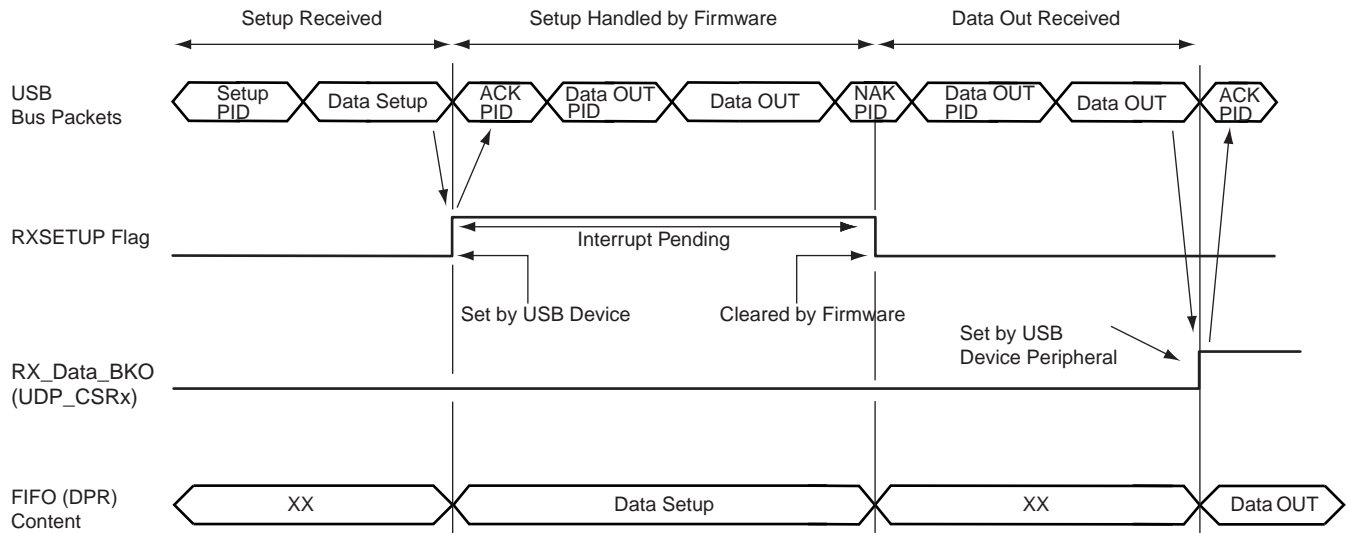 Setup Received
Setup Handled by Firmware
Data Out Received
USB
Bus Packets
Setup
PID
Data Setup
ACK
PID
Data OUT
PID
Data OUT
NAK
PID
Data OUT
PID
Data OUT
ACK
PID
RXSETUP Flag
Interrupt Pending
Set by USB Device
Cleared by Firmware
Set by USB
Device Peripheral
RX_Data_BKO
(UDP_CSRx)
FIFO (DPR)
Content
XX
Data Setup
XX
Data OUT